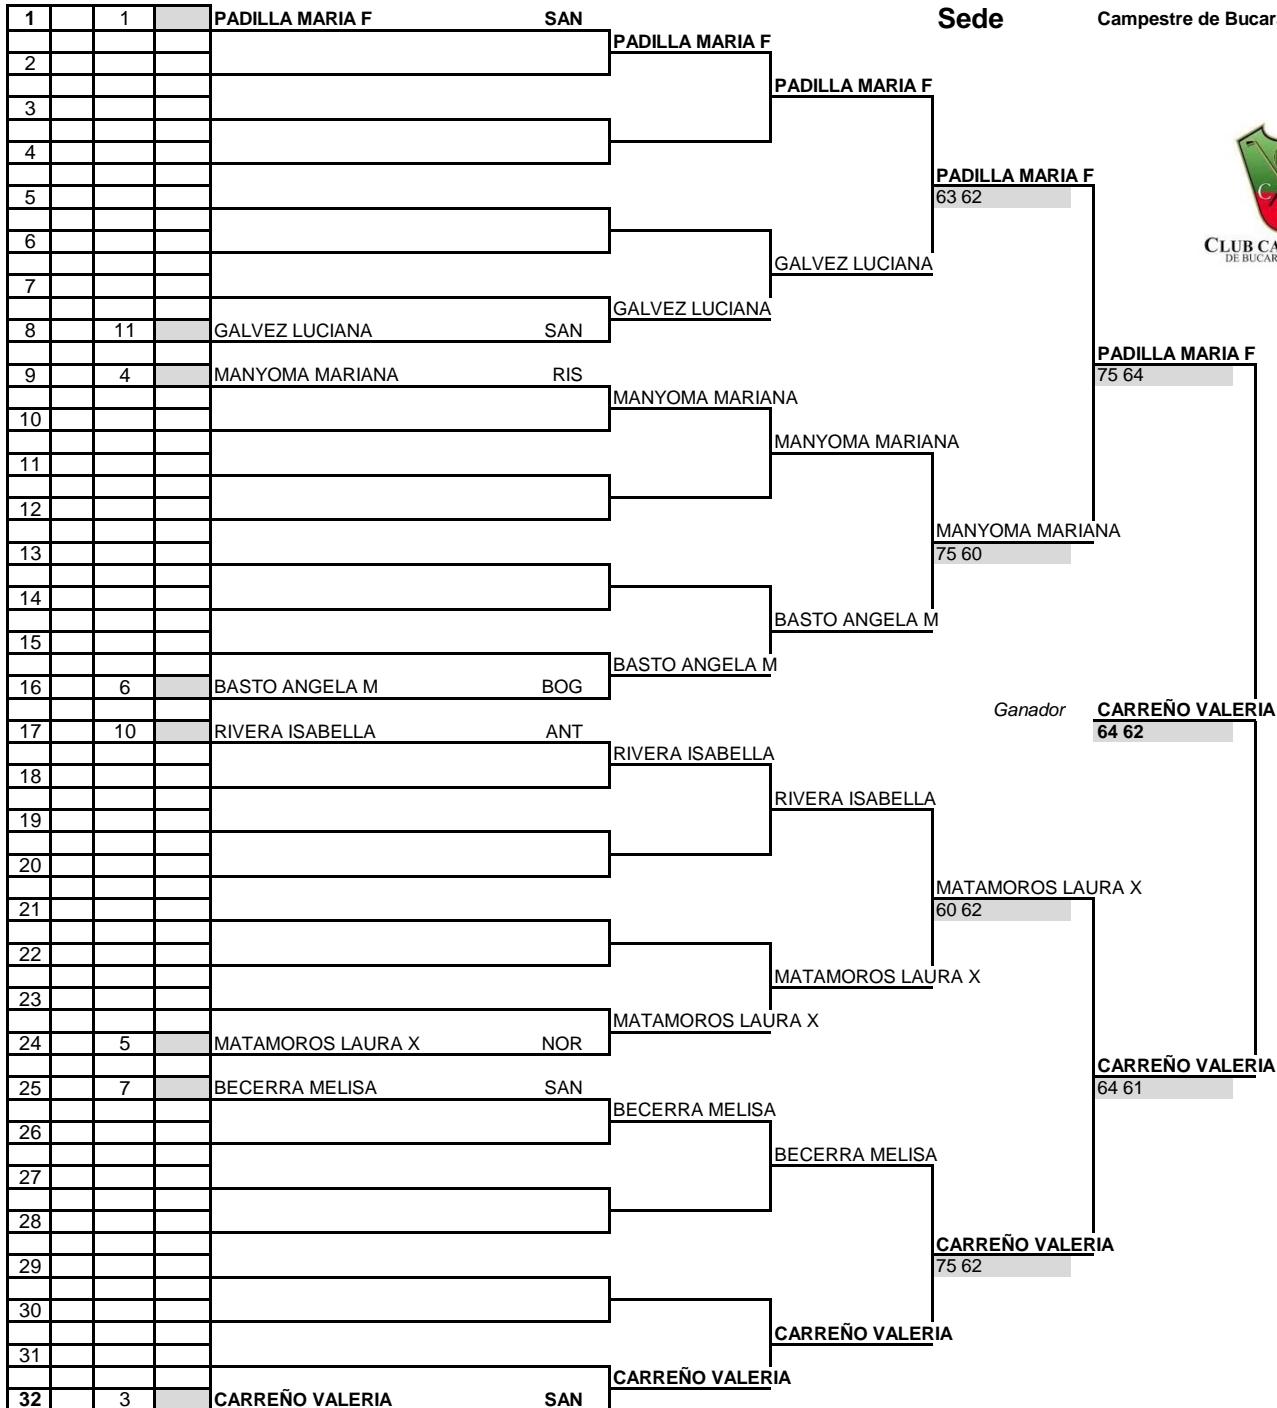 1 1 PADILLA MARIA F SAN Sede Campestre de Bucar
PADILLA MARIA F
2
PADILLA MARIA F
3
4
PADILLA MARIA F
5 63 62
6
CLUB CA
DE BUCAR
GALVEZ LUCIANA
7
GALVEZ LUCIANA
8 11 GALVEZ LUCIANA SAN
PADILLA MARIA F
9 4 MANYOMA MARIANA RIS 75 64
MANYOMA MARIANA
10
MANYOMA MARIANA
11
12
MANYOMA MARIANA
13 75 60
14
BASTO ANGELA M
15
BASTO ANGELA M
16 6 BASTO ANGELA M BOG
Ganador CARREÑO VALERIA
17 10 RIVERA ISABELLA ANT 64 62
RIVERA ISABELLA
18
RIVERA ISABELLA
19
20
MATAMOROS LAURA X
21 60 62
22
MATAMOROS LAURA X
23
MATAMOROS LAURA X
24 5 MATAMOROS LAURA X NOR
CARREÑO VALERIA
25 7 BECERRA MELISA SAN 64 61
BECERRA MELISA
26
BECERRA MELISA
27
28
CARREÑO VALERIA
29 75 62
30
CARREÑO VALERIA
31
CARREÑO VALERIA
32 3 CARREÑO VALERIA SAN